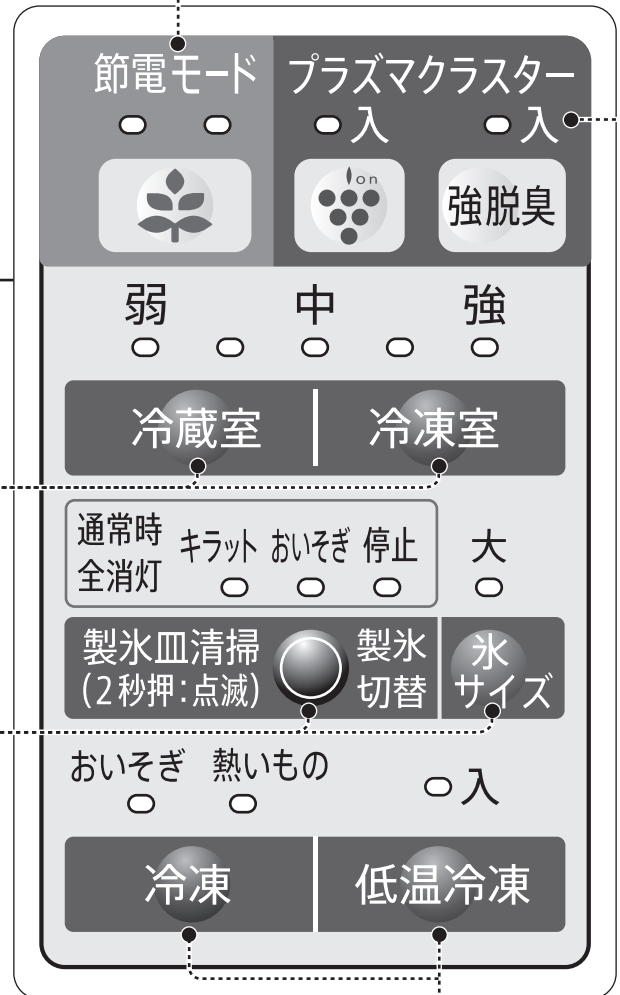 節電モード
プラズマクラスター
入 入
ion
強脱臭
弱 中 強
冷蔵室 冷凍室
通常時
全消灯
キラット おいそぎ 停止 大
製氷皿清掃
(2秒押:点滅)
製氷
切替
氷
サイズ
おいそぎ 熱いもの 入
冷凍 低温冷凍